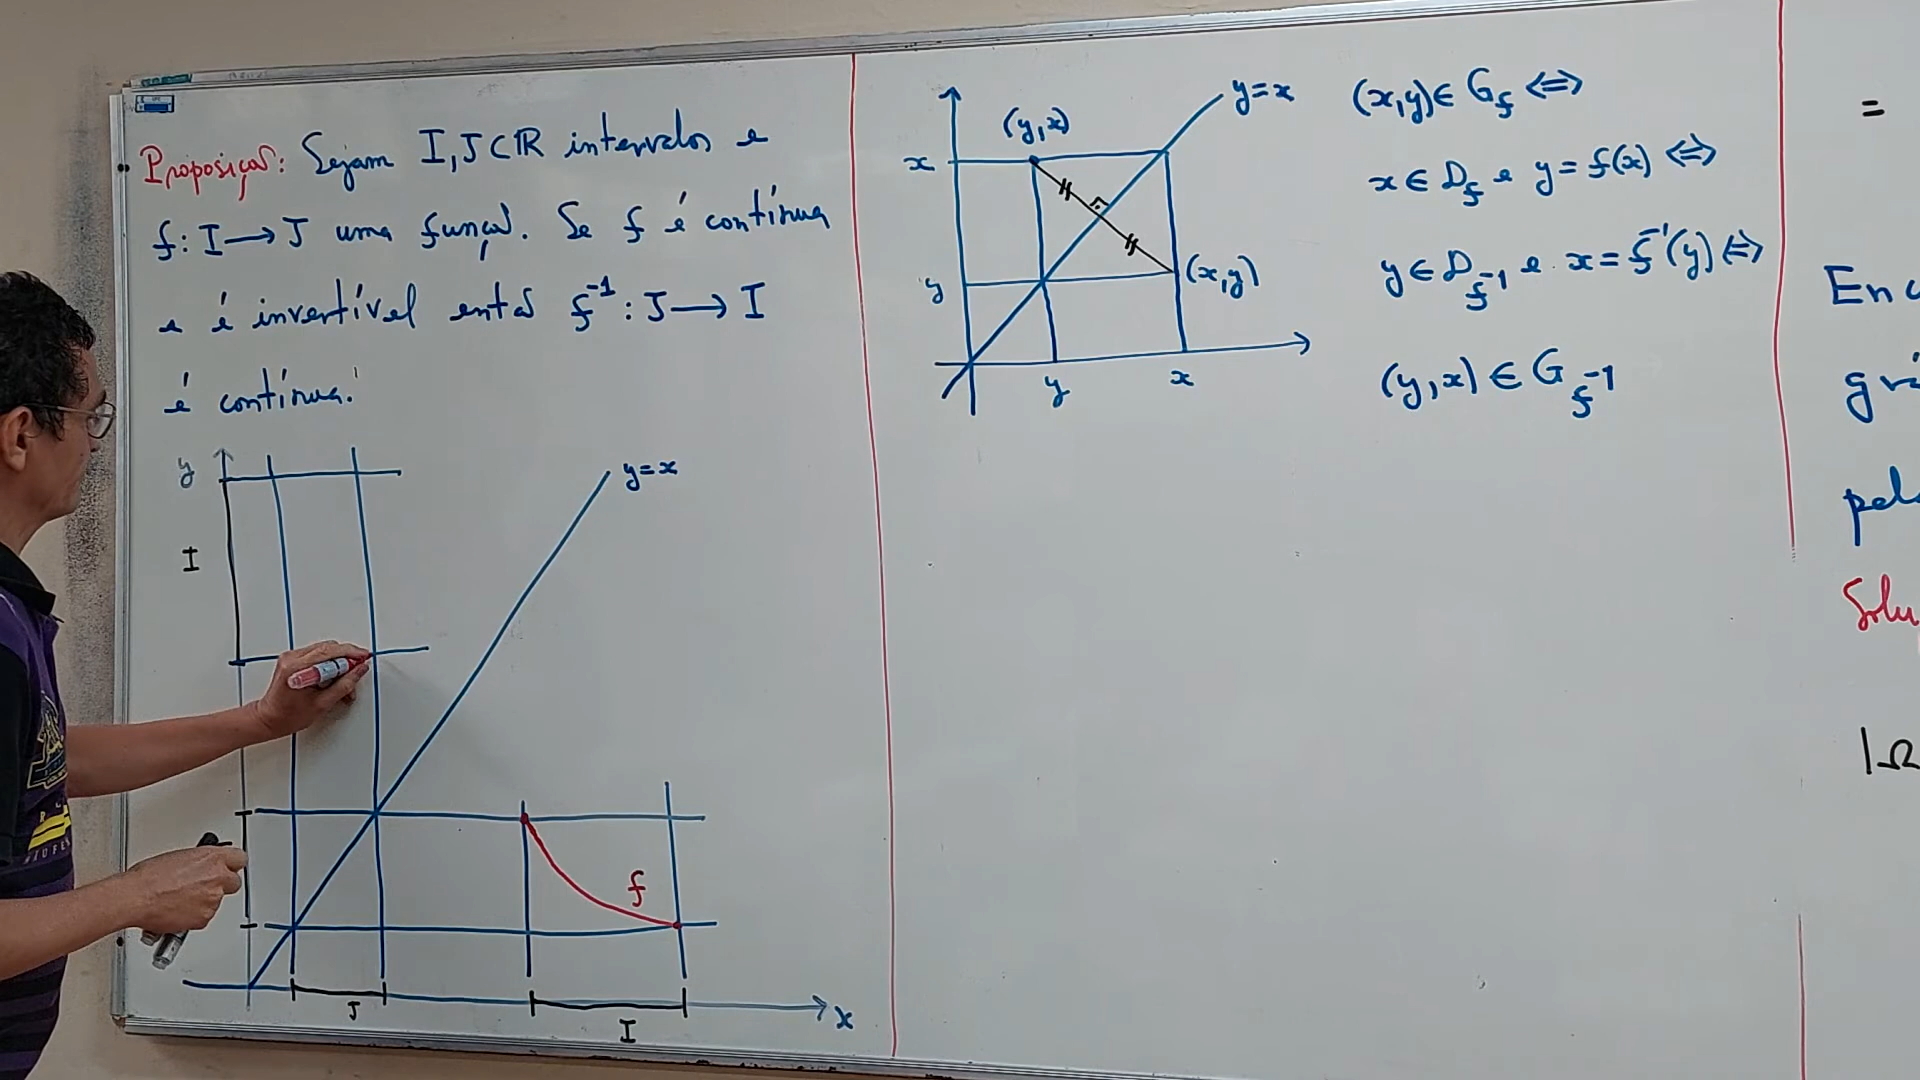 Proposição: Sejam I, J ⊂ ℝ intervalos e
f: I → J uma função. Se f é contínua
e é invertível então f⁻¹: J → I
é contínua.
y
y=x
I
f
J
I
x
y=x
(y,x)
x
y
(x,y)
y
x
(x,y) ∈ G_f ⇔
x ∈ D_f e y = f(x) ⇔
y ∈ D_f⁻¹ e x = f⁻¹(y) ⇔
(y,x) ∈ G_f⁻¹
=